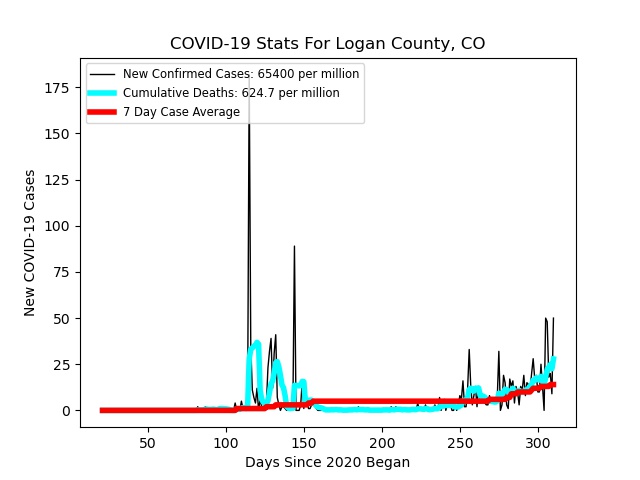 COVID-19 Stats For Logan County, CO
New Confirmed Cases: 65400 per million
Cumulative Deaths: 624.7 per million
7 Day Case Average
New COVID-19 Cases
175
150
125
100
75
50
25
0
50
100
150
200
250
300
Days Since 2020 Began